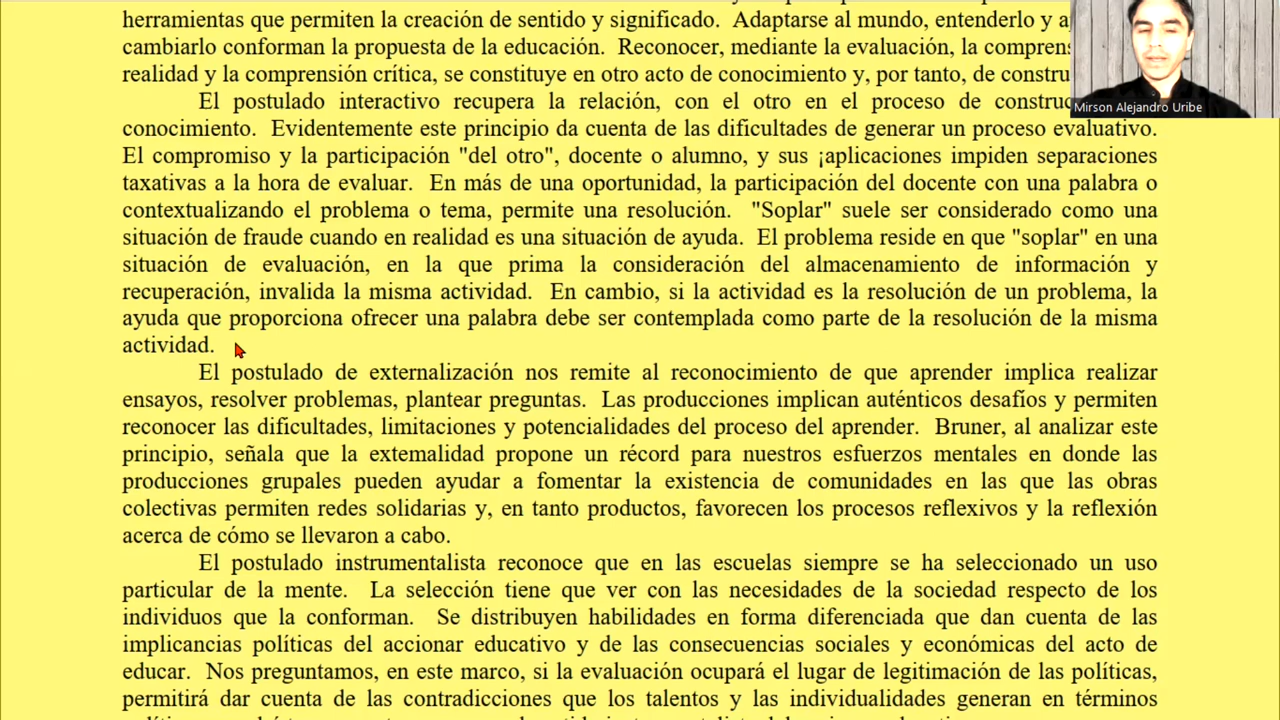 herramientas que permiten la creación de sentido y significado. Adaptarse al mundo, entenderlo y
cambiarlo conforman la propuesta de la educación. Reconocer, mediante la evaluación, la
realidad y la comprensión crítica, se constituye en otro acto de conocimiento y, por tanto, de
El postulado interactivo recupera la relación, con el otro en el proceso de
conocimiento. Evidentemente este principio da cuenta de las dificultades de generar un proceso evaluativo.
El compromiso y la participación "del otro", docente o alumno, y sus ¡aplicaciones impiden separaciones
taxativas a la hora de evaluar. En más de una oportunidad, la participación del docente con una palabra o
contextualizando el problema o tema, permite una resolución. "Soplar" suele ser considerado como una
situación de fraude cuando en realidad es una situación de ayuda. El problema reside en que "soplar" en una
situación de evaluación, en la que prima la consideración del almacenamiento de información y
recuperación, invalida la misma actividad. En cambio, si la actividad es la resolución de un problema, la
ayuda que proporciona ofrecer una palabra debe ser contemplada como parte de la resolución de la misma
actividad.
El postulado de externalización nos remite al reconocimiento de que aprender implica realizar
ensayos, resolver problemas, plantear preguntas. Las producciones implican auténticos desafíos y permiten
reconocer las dificultades, limitaciones y potencialidades del proceso del aprender. Bruner, al analizar este
principio, señala que la extemalidad propone un récord para nuestros esfuerzos mentales en donde las
producciones grupales pueden ayudar a fomentar la existencia de comunidades en las que las obras
colectivas permiten redes solidarias y, en tanto productos, favorecen los procesos reflexivos y la reflexión
acerca de cómo se llevaron a cabo.
El postulado instrumentalista reconoce que en las escuelas siempre se ha seleccionado un uso
particular de la mente. La selección tiene que ver con las necesidades de la sociedad respecto de los
individuos que la conforman. Se distribuyen habilidades en forma diferenciada que dan cuenta de las
implicancias políticas del accionar educativo y de las consecuencias sociales y económicas del acto de
educar. Nos preguntamos, en este marco, si la evaluación ocupará el lugar de legitimación de las políticas,
permitirá dar cuenta de las contradicciones que los talentos y las individualidades generan en términos
Mirson Alejandro Uribe